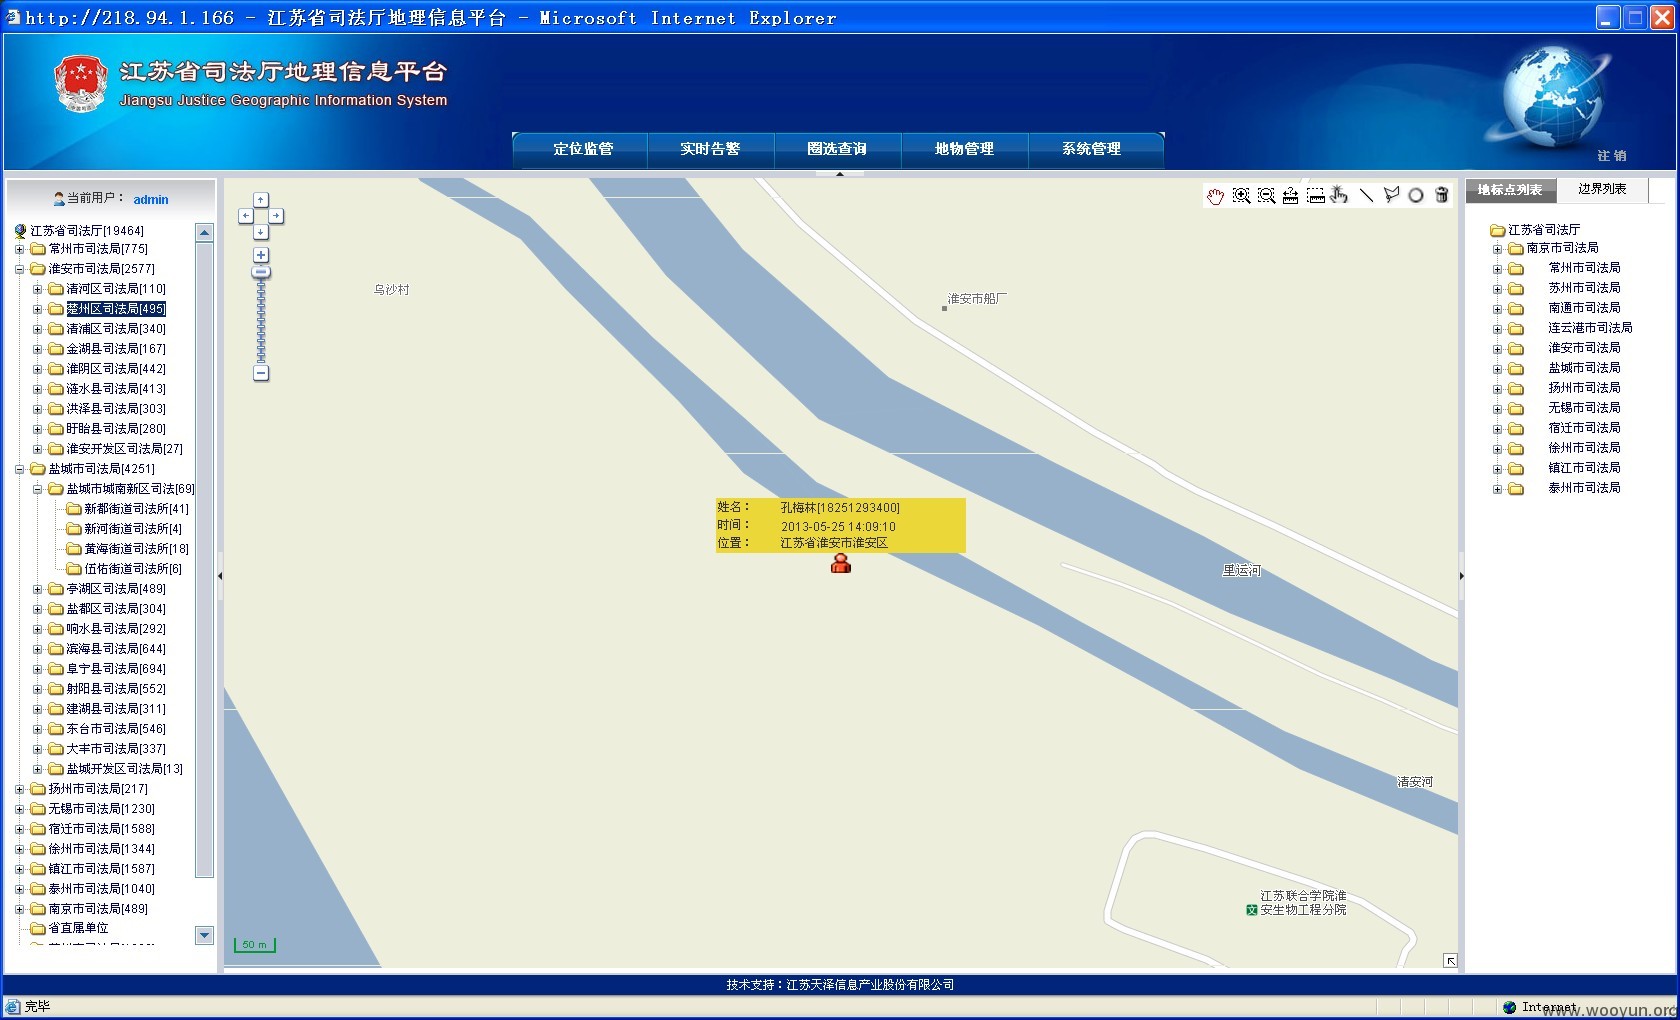 http://218.94.1.166 - 江苏省司法厅地理信息平台 - Microsoft Internet Explorer
江苏省司法厅地理信息平台
Jiangsu Justice Geographic Information System
定位监管 实时告警 圈选查询 地物管理 系统管理
注销
当前用户： admin
江苏省司法厅[19464]
常州市司法局[775]
淮安市司法局[2577]
清河区司法局[110]
楚州区司法局[495]
清浦区司法局[340]
金湖县司法局[167]
淮阴区司法局[442]
涟水县司法局[413]
洪泽县司法局[303]
盱眙县司法局[280]
淮安开发区司法局[27]
盐城市司法局[4251]
盐城市城南新区司法[69]
新都街道司法所[41]
新河街道司法所[4]
黄海街道司法所[18]
伍佑街道司法所[6]
亭湖区司法局[489]
盐都区司法局[304]
响水县司法局[292]
滨海县司法局[644]
阜宁县司法局[694]
射阳县司法局[552]
建湖县司法局[311]
东台市司法局[546]
大丰市司法局[337]
盐城开发区司法局[13]
扬州市司法局[217]
无锡市司法局[1230]
宿迁市司法局[1588]
徐州市司法局[1344]
镇江市司法局[1587]
泰州市司法局[1040]
南京市司法局[489]
省直属单位
乌沙村
淮安市船厂
姓名： 孔梅林[18251293400]
时间： 2013-05-25 14:09:10
位置： 江苏省淮安市淮安区
里运河
清安河
江苏联合学院淮
安生物工程分院
50 m
地标点列表 边界列表
江苏省司法厅
南京市司法局
常州市司法局
苏州市司法局
南通市司法局
连云港市司法局
淮安市司法局
盐城市司法局
扬州市司法局
无锡市司法局
宿迁市司法局
徐州市司法局
镇江市司法局
泰州市司法局
技术支持：江苏天泽信息产业股份有限公司
完毕
Internet
www.wooyun.org